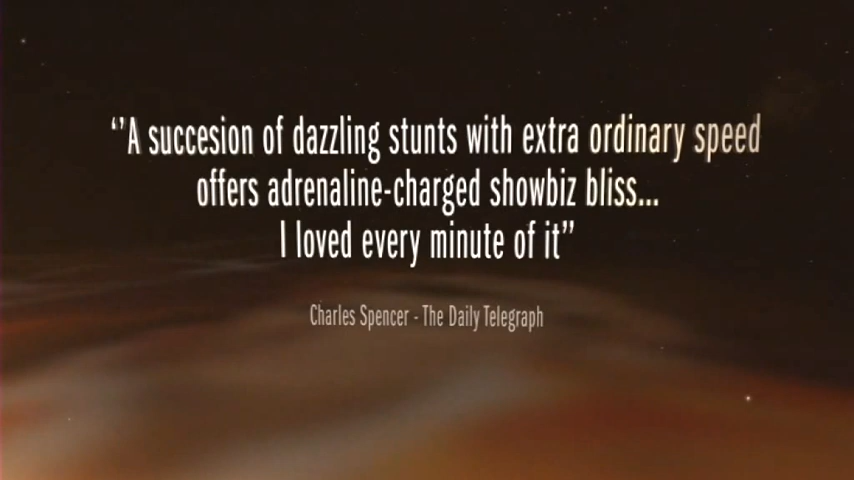 ‘’A succesion of dazzling stunts with extra ordinary speed
offers adrenaline-charged showbiz bliss...
I loved every minute of it”
Charles Spencer - The Daily Telegraph